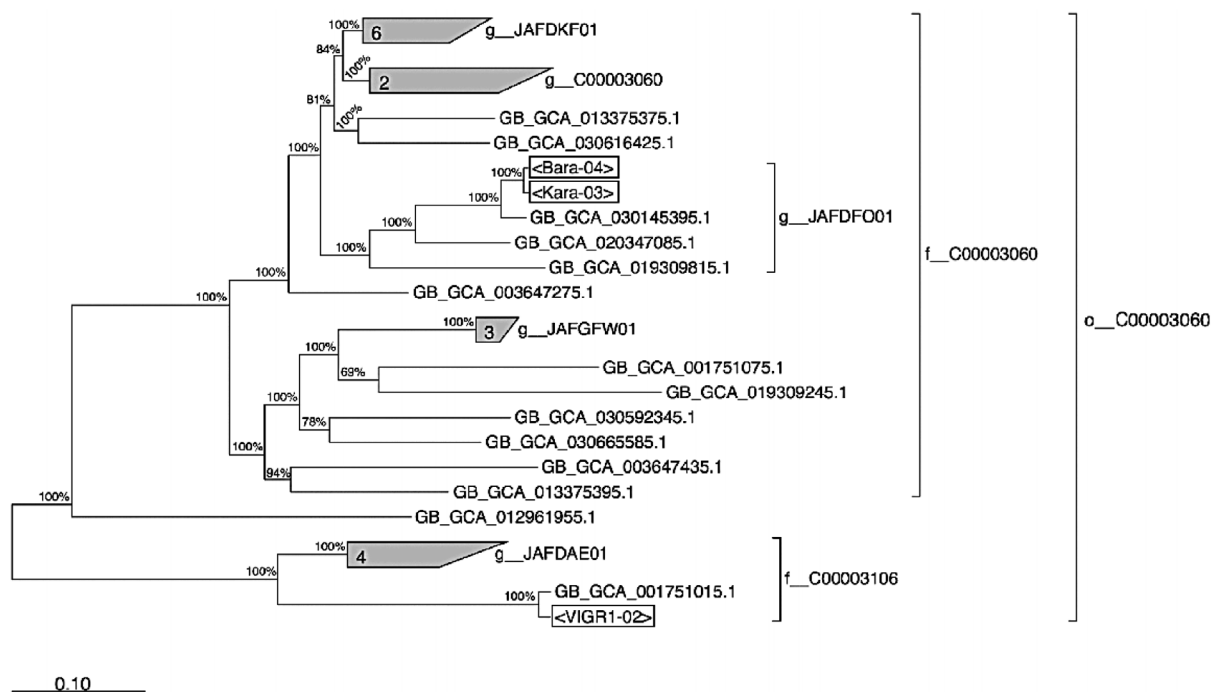 100%
6
g__JAFDKF01
84%
100%
2
g__C00003060
81%
100%
GB_GCA_013375375.1
GB_GCA_030616425.1
100%
100%
<Bara-04>
<Kara-03>
100%
GB_GCA_030145395.1
g__JAFDFO01
100%
GB_GCA_020347085.1
100%
GB_GCA_019309815.1
f__C00003060
100%
GB_GCA_003647275.1
100%
100%
3
g__JAFGFW01
o__C00003060
100%
69%
GB_GCA_001751075.1
GB_GCA_019309245.1
100%
78%
GB_GCA_030592345.1
GB_GCA_030665585.1
100%
94%
GB_GCA_003647435.1
GB_GCA_013375395.1
100%
GB_GCA_012961955.1
100%
4
g__JAFDAE01
100%
f__C00003106
100%
GB_GCA_001751015.1
<VIGR1-02>
0.10